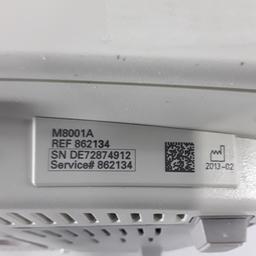 M8001A
REF 862134
SN DE72874912
Service# 862134
2013-02